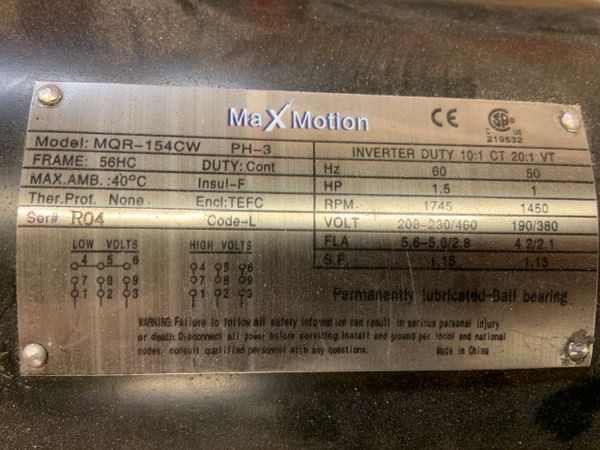 MaXMotion
CE
CSA
C US
219532
Model: MQR-154CW PH-3
FRAME: 56HC DUTY: Cont
MAX.AMB.:40°C Insul-F
Ther.Prot. None Encl:TEFC
Ser# R04 Code-L
INVERTER DUTY 10:1 CT 20:1 VT
Hz 60 50
HP 1.5 1
RPM 1745 1450
VOLT 208-230/460 190/380
FLA 5.6-5.6/2.8 4.2/2.1
S.F. 1.15 1.15
LOW VOLTS
4 5 6
7 8 9
1 2 3
HIGH VOLTS
4 5 6
7 8 9
1 2 3
Permanently lubricated-Ball bearing
WARNING: Failure to follow all safety information can result in serious personal injury
or death. Disconnect all power before servicing. Install and ground per local and national
codes, consult qualified personnel with any questions. Made in China